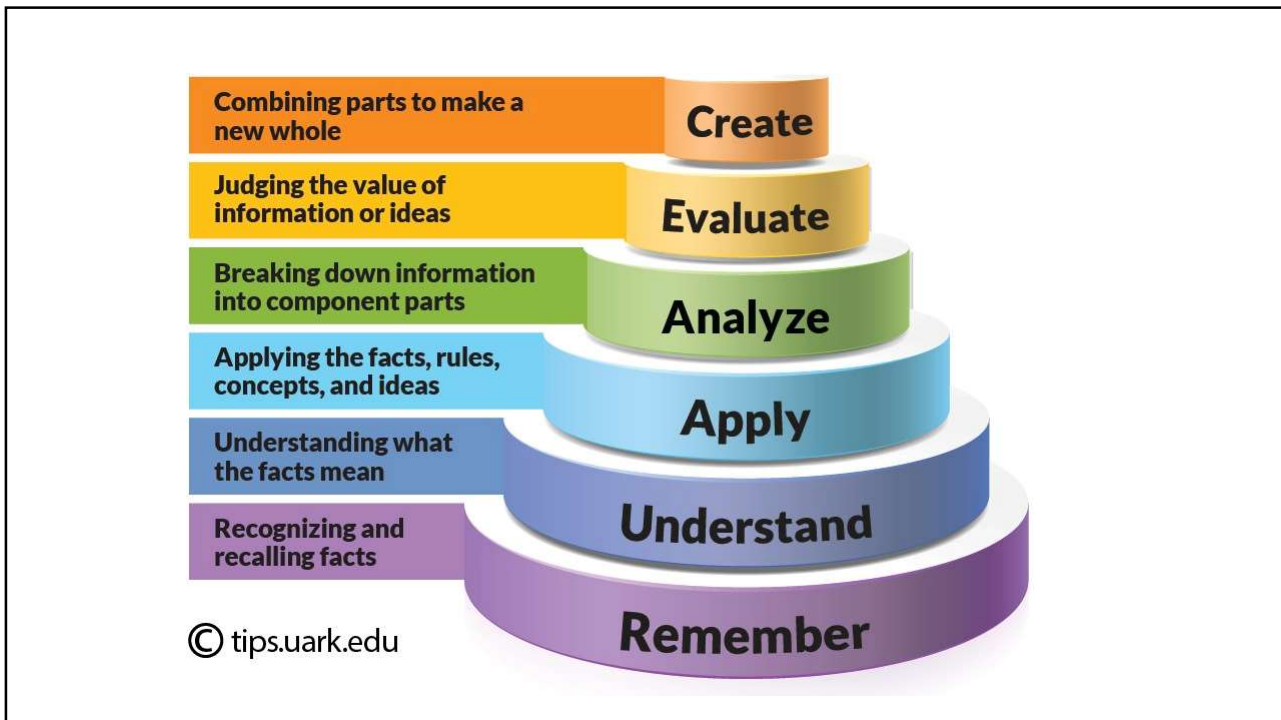 Combining parts to make a
new whole
Create
Judging the value of
information or ideas
Evaluate
Breaking down information
into component parts
Analyze
Applying the facts, rules,
concepts, and ideas
Apply
Understanding what
the facts mean
Understand
Recognizing and
recalling facts
Remember
© tips.uark.edu